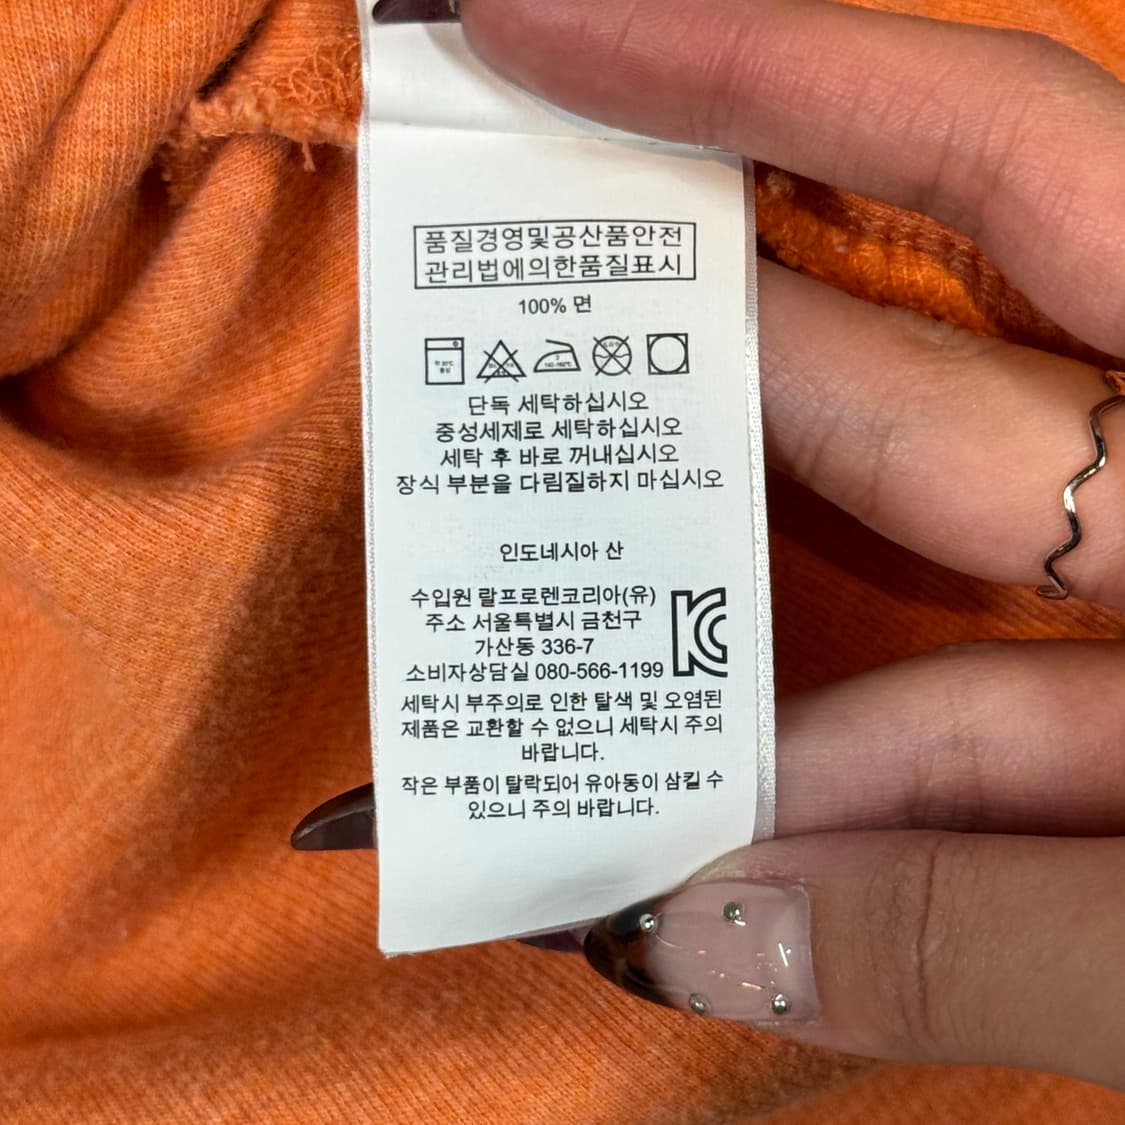 품질경영및공산품안전
관리법에의한품질표시
100% 면
단독 세탁하십시오
중성세제로 세탁하십시오
세탁 후 바로 꺼내십시오
장식 부분을 다림질하지 마십시오
인도네시아 산
수입원 랄프로렌코리아(유)
주소 서울특별시 금천구
가산동 336-7
소비자상담실 080-566-1199
세탁시 부주의로 인한 탈색 및 오염된
제품은 교환할 수 없으니 세탁시 주의
바랍니다.
작은 부품이 탈락되어 유아동이 삼킬 수
있으니 주의 바랍니다.